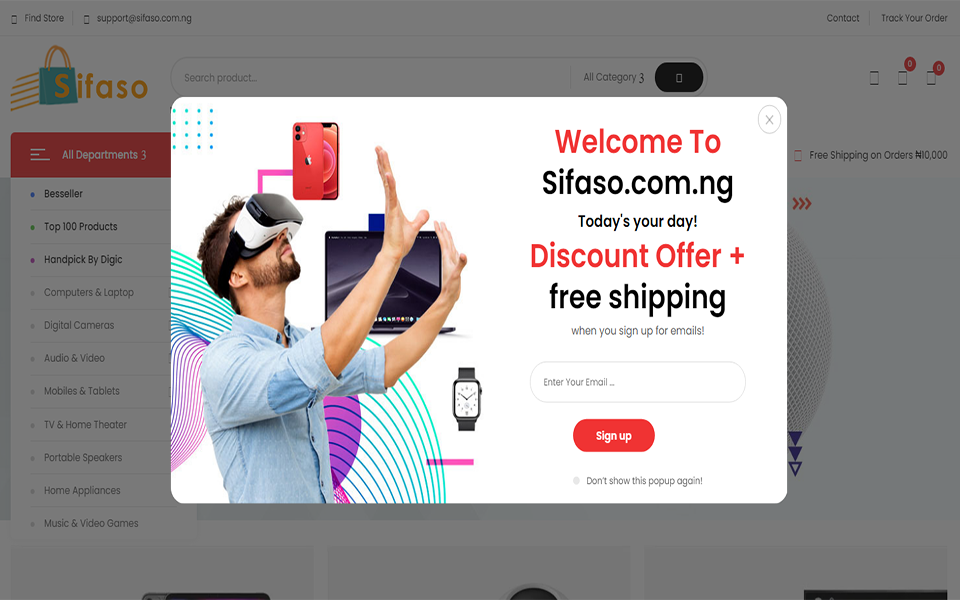 Find Store
support@sifaso.com.ng
Contact
Track Your Order
Sifaso
Search product...
All Category 3
0
0
All Departments 3
Free Shipping on Orders ₦10,000
Besseller
Top 100 Products
Handpick By Digic
Computers & Laptop
Digital Cameras
Audio & Video
Mobiles & Tablets
TV & Home Theater
Portable Speakers
Home Appliances
Music & Video Games
X
Welcome To
Sifaso.com.ng
Today's your day!
Discount Offer +
free shipping
when you sign up for emails!
Enter Your Email ...
Sign up
Don't show this popup again!